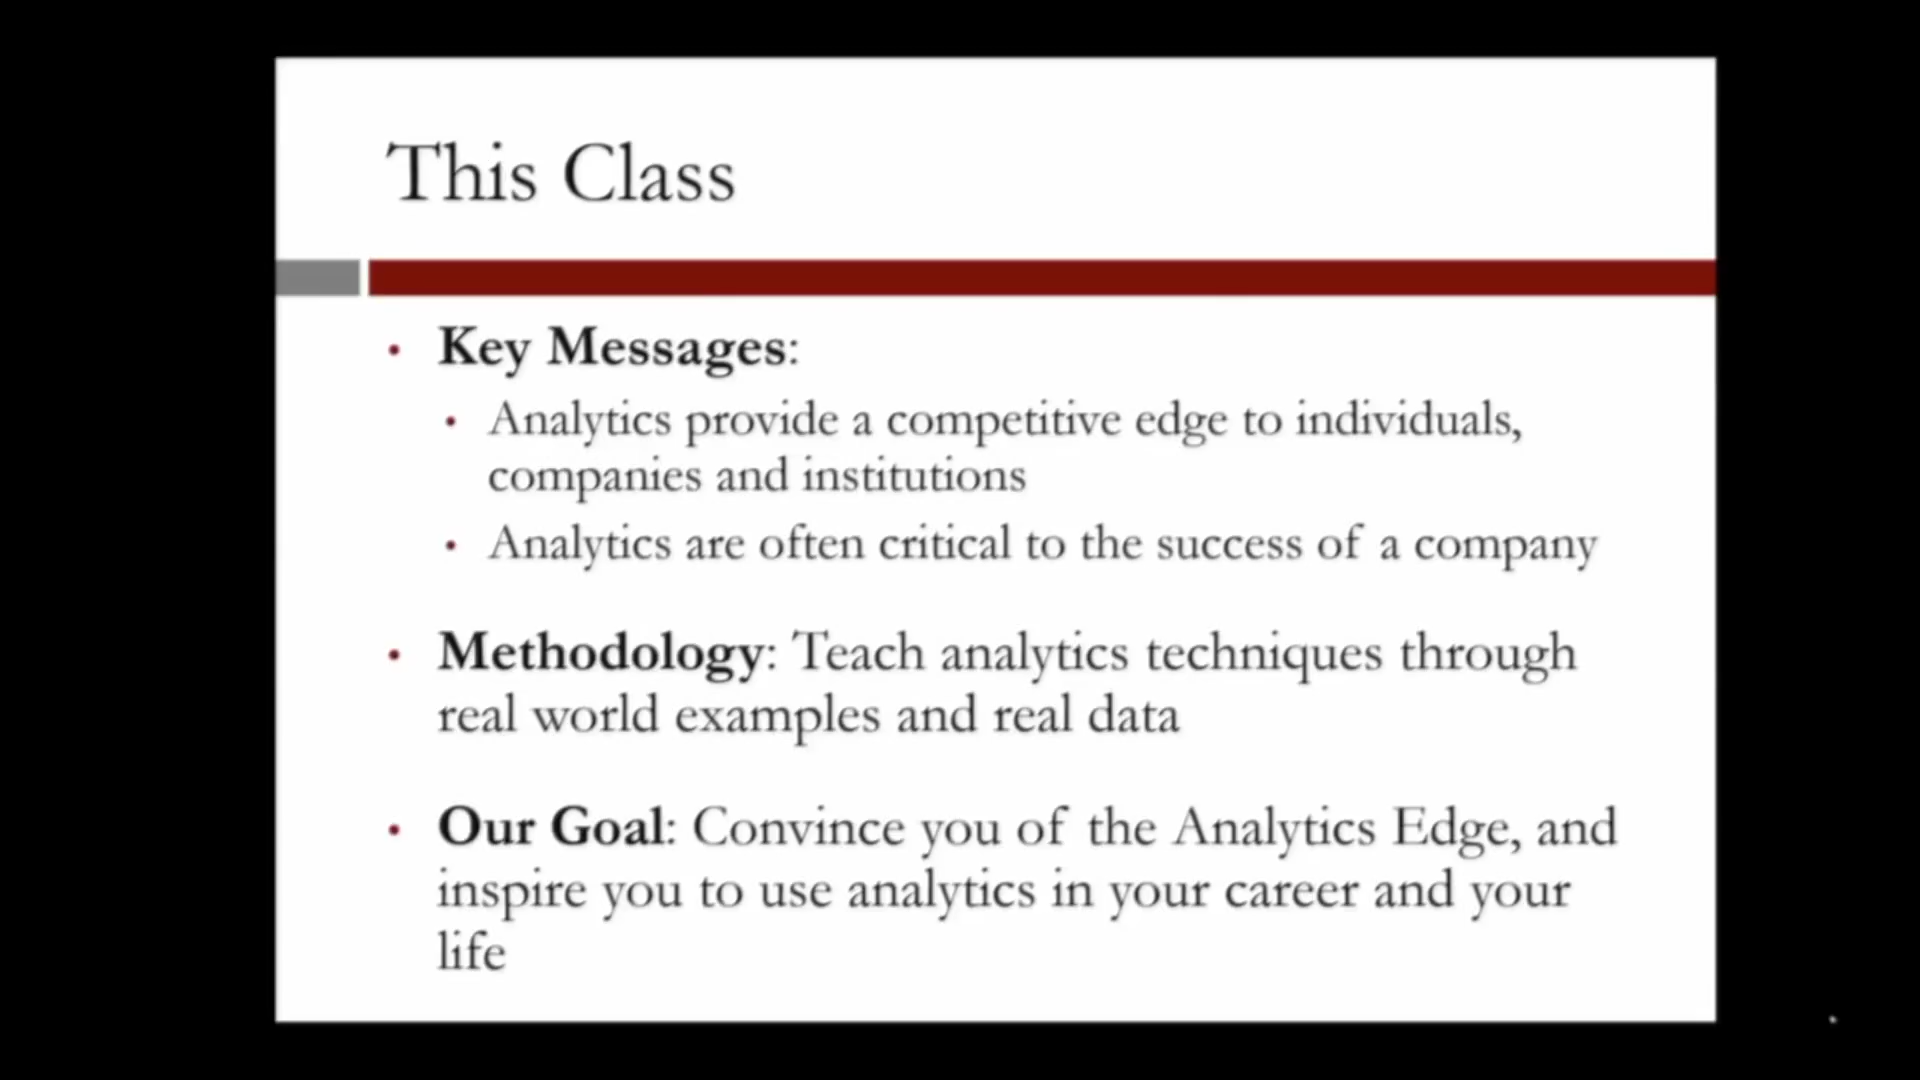 This Class
• Key Messages:
• Analytics provide a competitive edge to individuals,
companies and institutions
• Analytics are often critical to the success of a company
• Methodology: Teach analytics techniques through
real world examples and real data
• Our Goal: Convince you of the Analytics Edge, and
inspire you to use analytics in your career and your
life